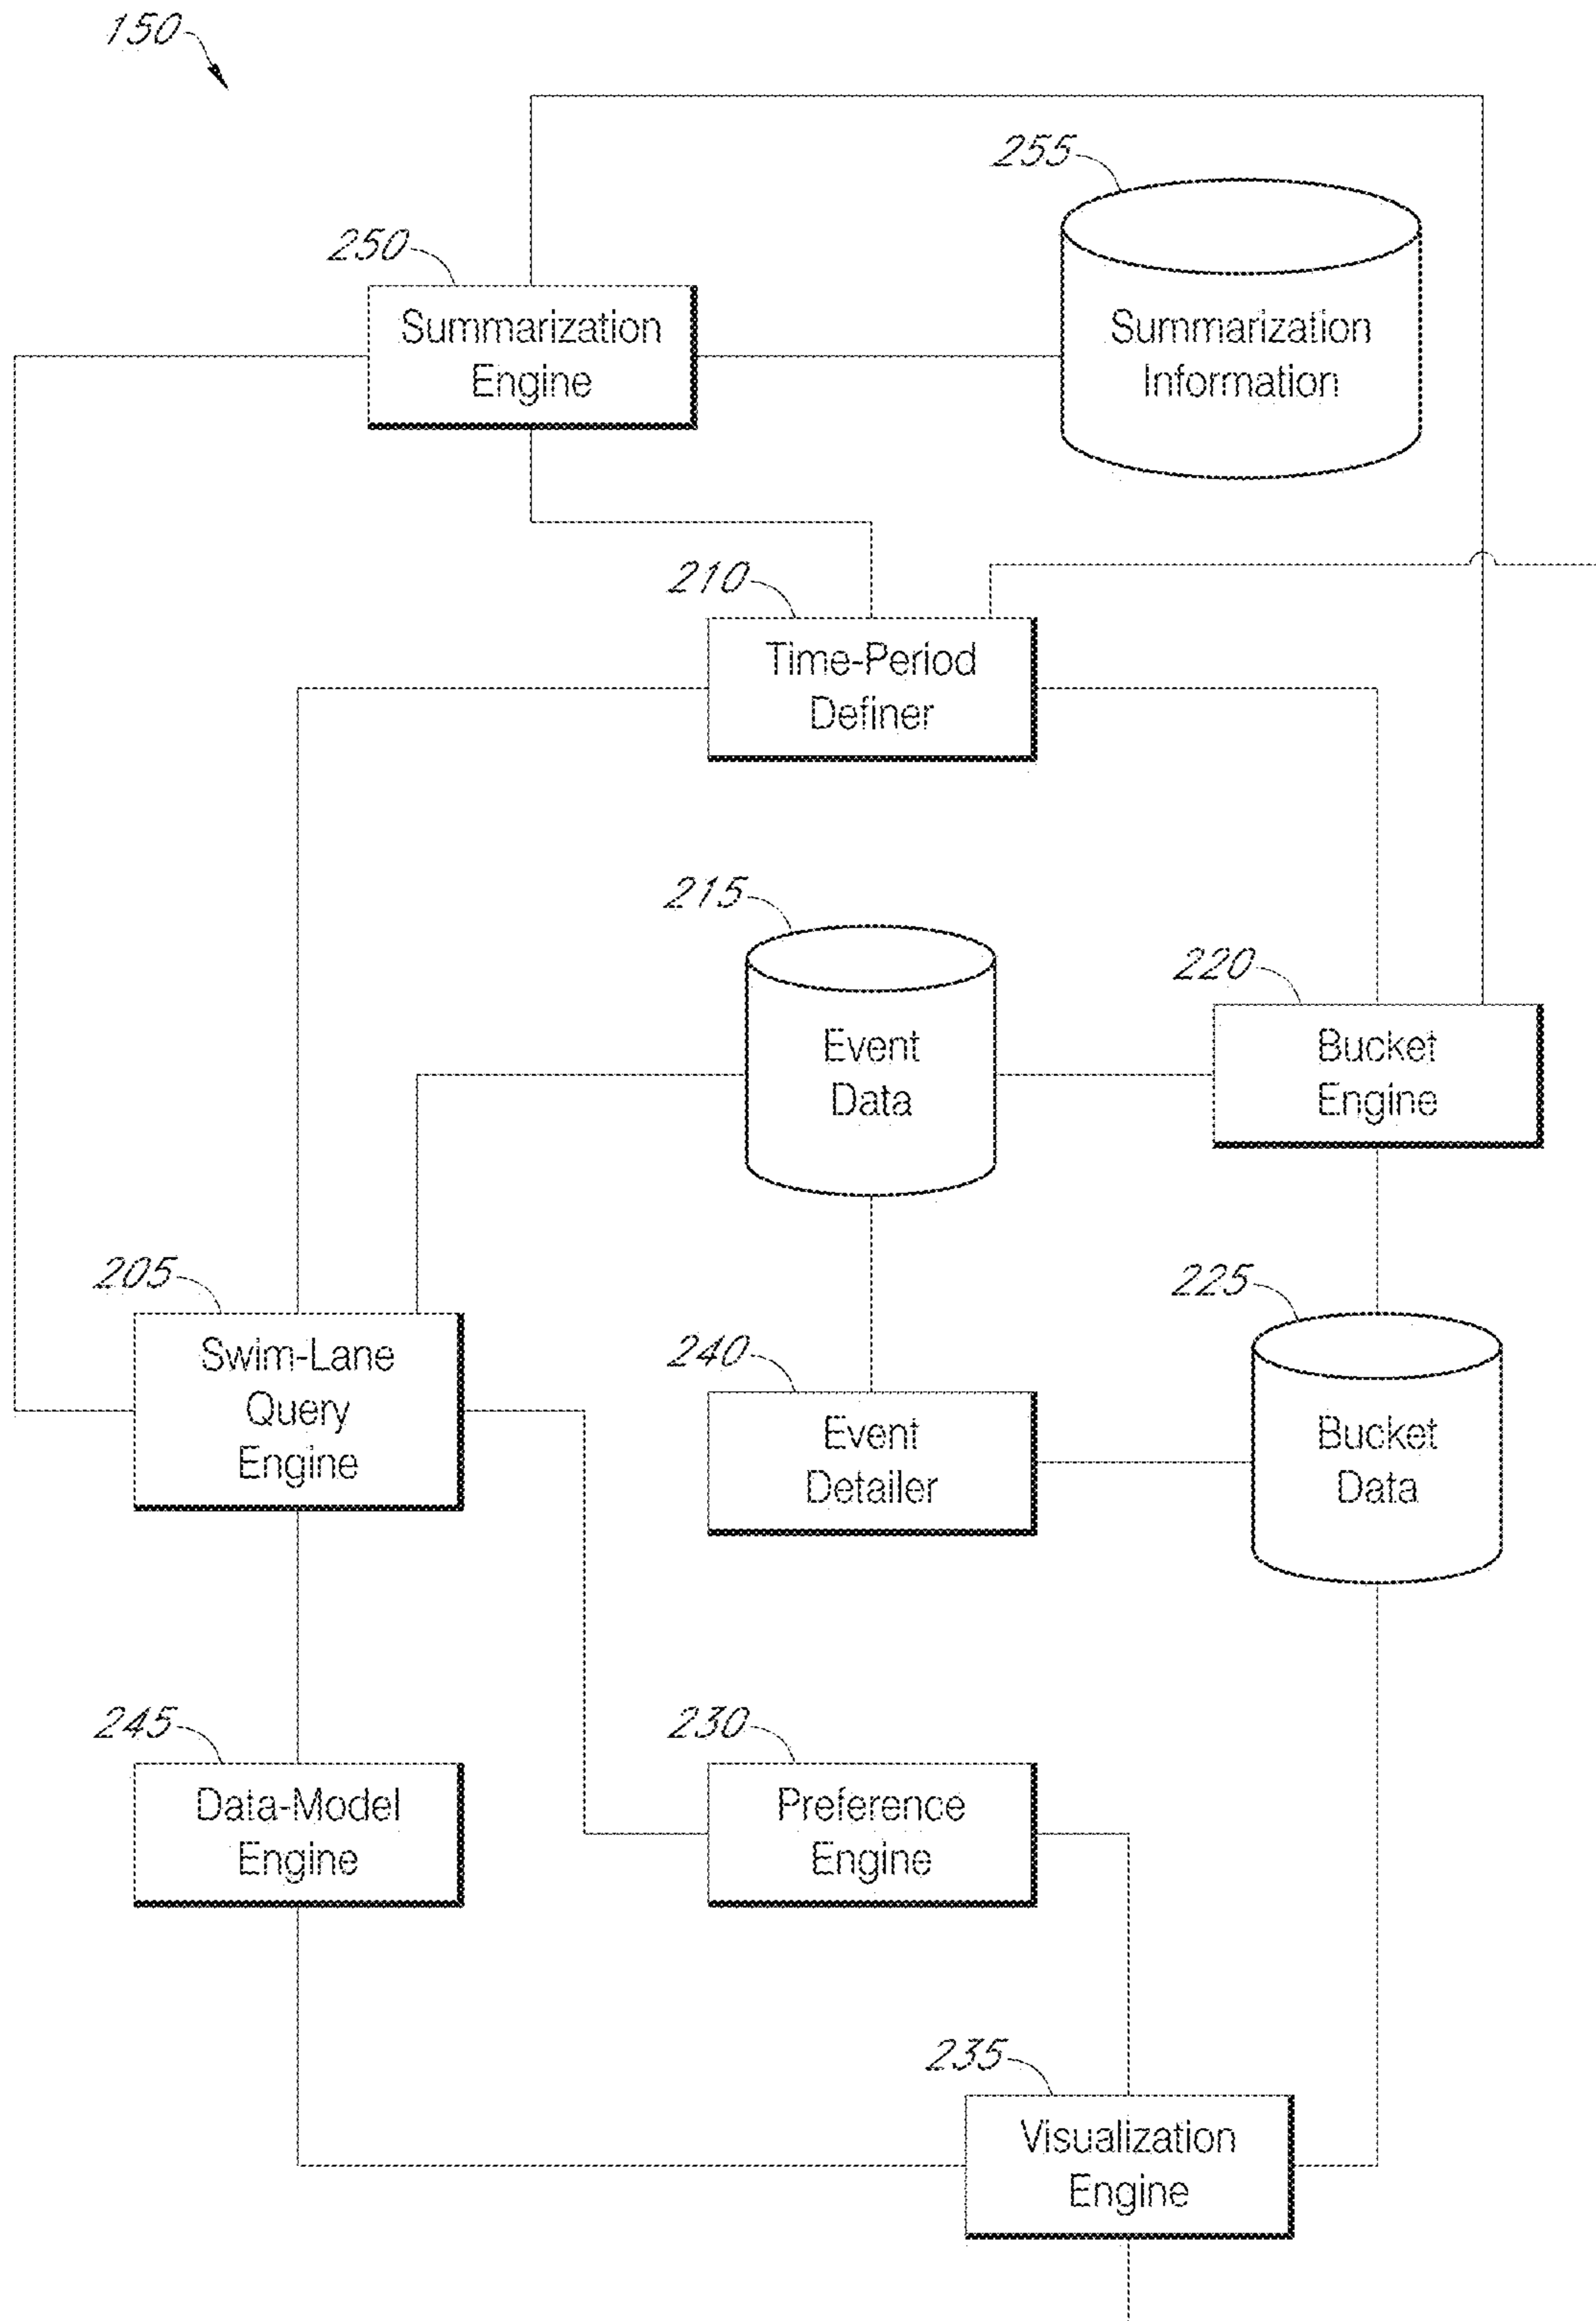 150
255
250
Summarization
Engine
Summarization
Information
210
Time-Period
Definer
215
220
Event
Data
Bucket
Engine
205
225
Swim-Lane
Query
Engine
240
Event
Detailer
Bucket
Data
245
230
Data-Model
Engine
Preference
Engine
235
Visualization
Engine